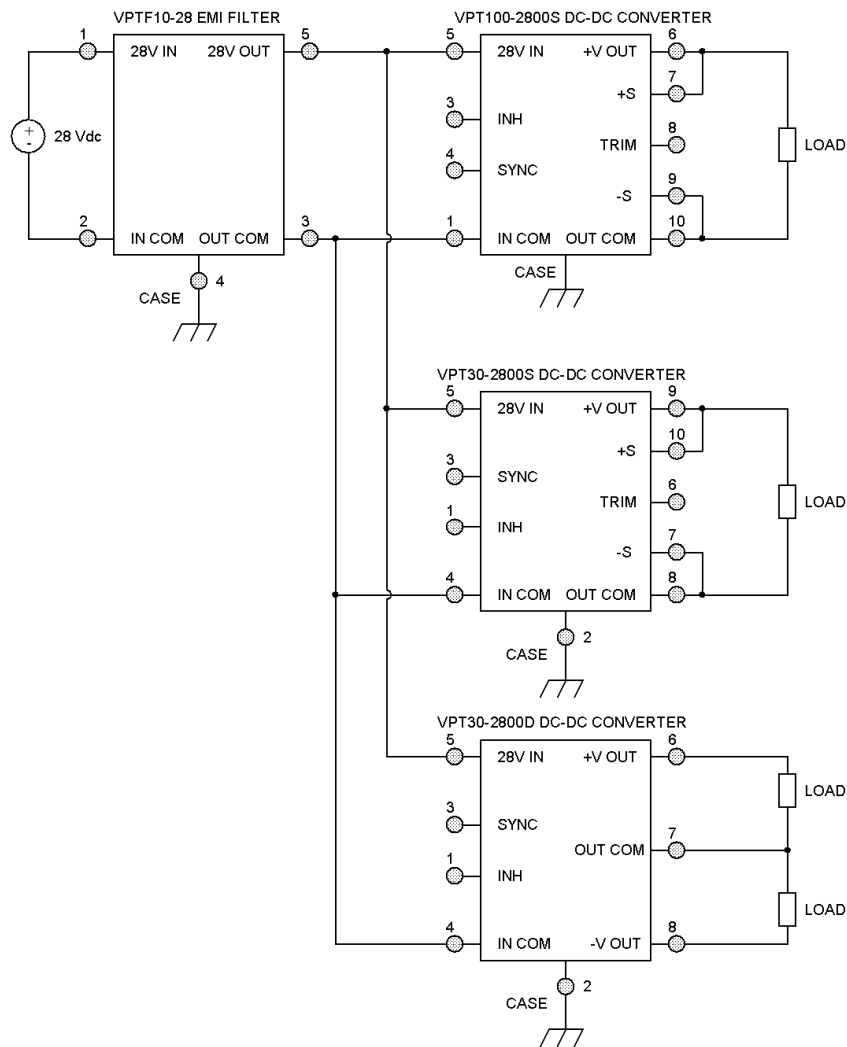 VPTF10-28 EMI FILTER
1
5
28V IN
28V OUT
+
-
28 Vdc
2
3
IN COM
OUT COM
4
CASE
VPT100-2800S DC-DC CONVERTER
5
6
28V IN
+V OUT
7
+S
3
INH
8
TRIM
4
SYNC
9
-S
1
10
IN COM
OUT COM
CASE
LOAD
VPT30-2800S DC-DC CONVERTER
5
9
28V IN
+V OUT
10
+S
3
SYNC
6
TRIM
1
INH
7
-S
4
8
IN COM
OUT COM
2
CASE
LOAD
VPT30-2800D DC-DC CONVERTER
5
6
28V IN
+V OUT
LOAD
3
SYNC
7
OUT COM
1
INH
LOAD
4
8
IN COM
-V OUT
2
CASE